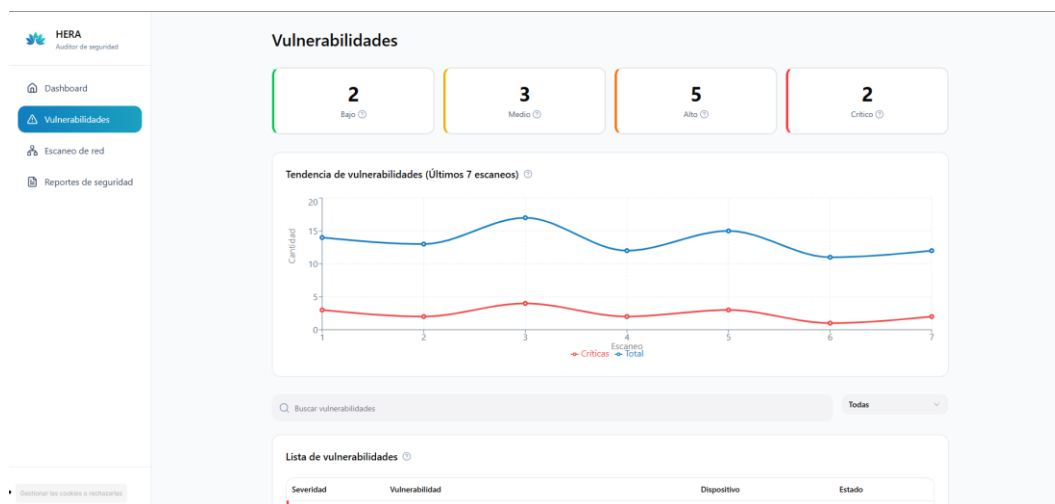 HERA
Auditor de seguridad
Dashboard
Vulnerabilidades
Escaneo de red
Reportes de seguridad
Gestionar las cookies o rechazarlas
Vulnerabilidades
2
Bajo
3
Medio
5
Alto
2
Crítico
Tendencia de vulnerabilidades (Últimos 7 escaneos)
20
15
10
5
0
Cantidad
1 2 3 4 5 6 7
Escaneo
Críticas Total
Buscar vulnerabilidades
Todas
Lista de vulnerabilidades
Severidad Vulnerabilidad Dispositivo Estado